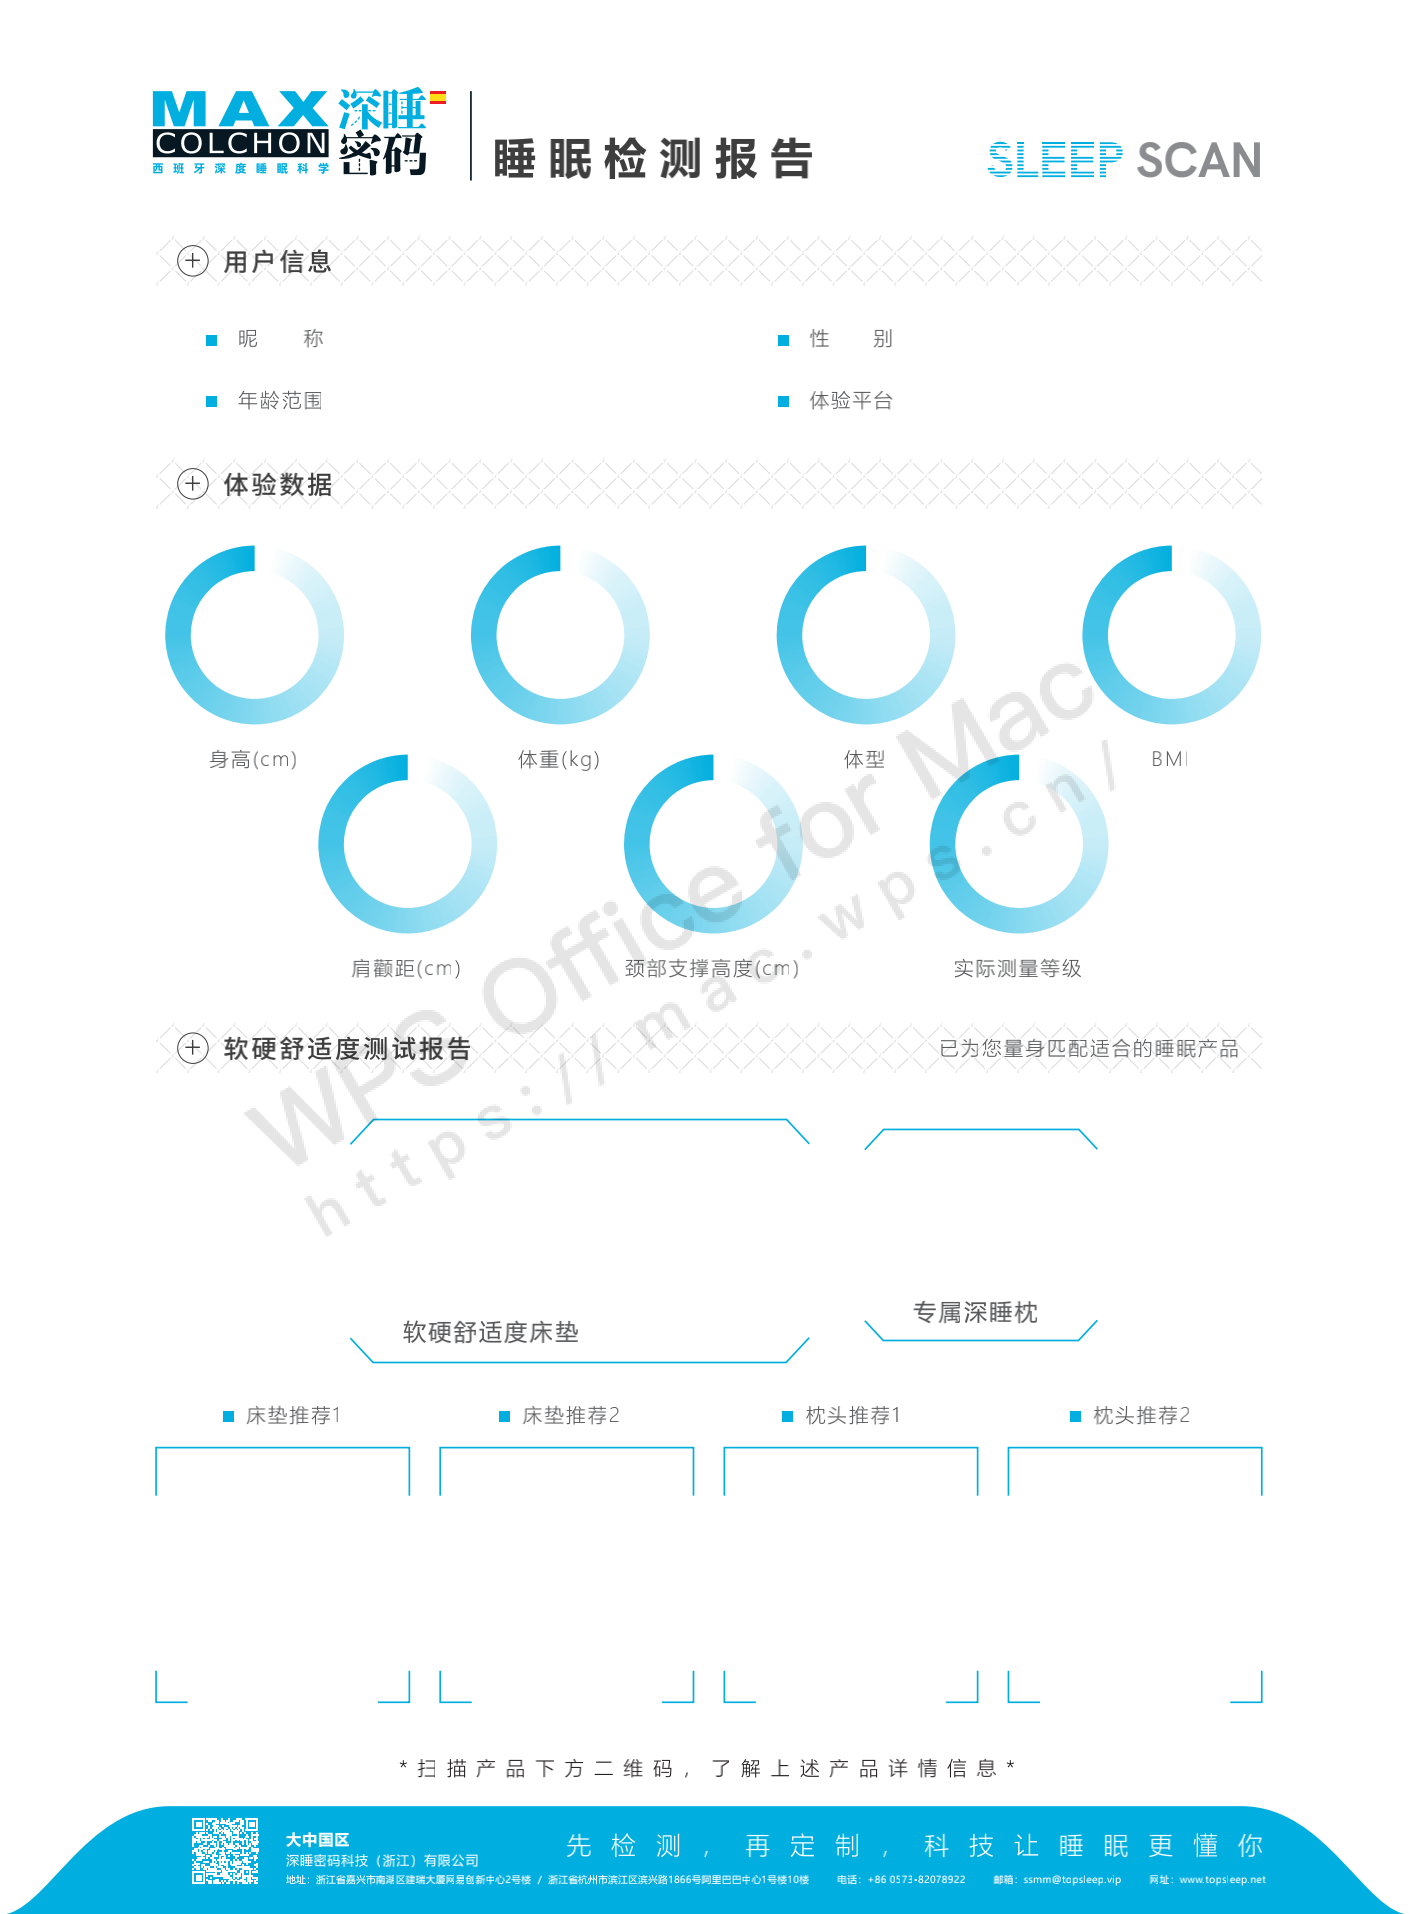 MAX 深睡
COLCHON 密码
西班牙深度睡眠科学
睡眠检测报告
SLEEP SCAN
用户信息
昵 称
性 别
年龄范围
体验平台
体验数据
身高(cm)
体重(kg)
体型
BMI
肩颧距(cm)
颈部支撑高度(cm)
实际测量等级
软硬舒适度测试报告
已为您量身匹配适合的睡眠产品
WPS Office for Mac
https://mac.wps.cn/
软硬舒适度床垫
专属深睡枕
床垫推荐1
床垫推荐2
枕头推荐1
枕头推荐2
*扫描产品下方二维码，了解上述产品详情信息*
大中国区
深睡密码科技（浙江）有限公司
先检测，再定制，科技让睡眠更懂你
地址：浙江省嘉兴市南湖区建瑞大厦网易创新中心2号楼 / 浙江省杭州市滨江区滨兴路1866号阿里巴巴中心1号楼10楼 电话：+86 0573-82078922 邮箱：ssmm@topsleep.vip 网址：www.topsleep.net